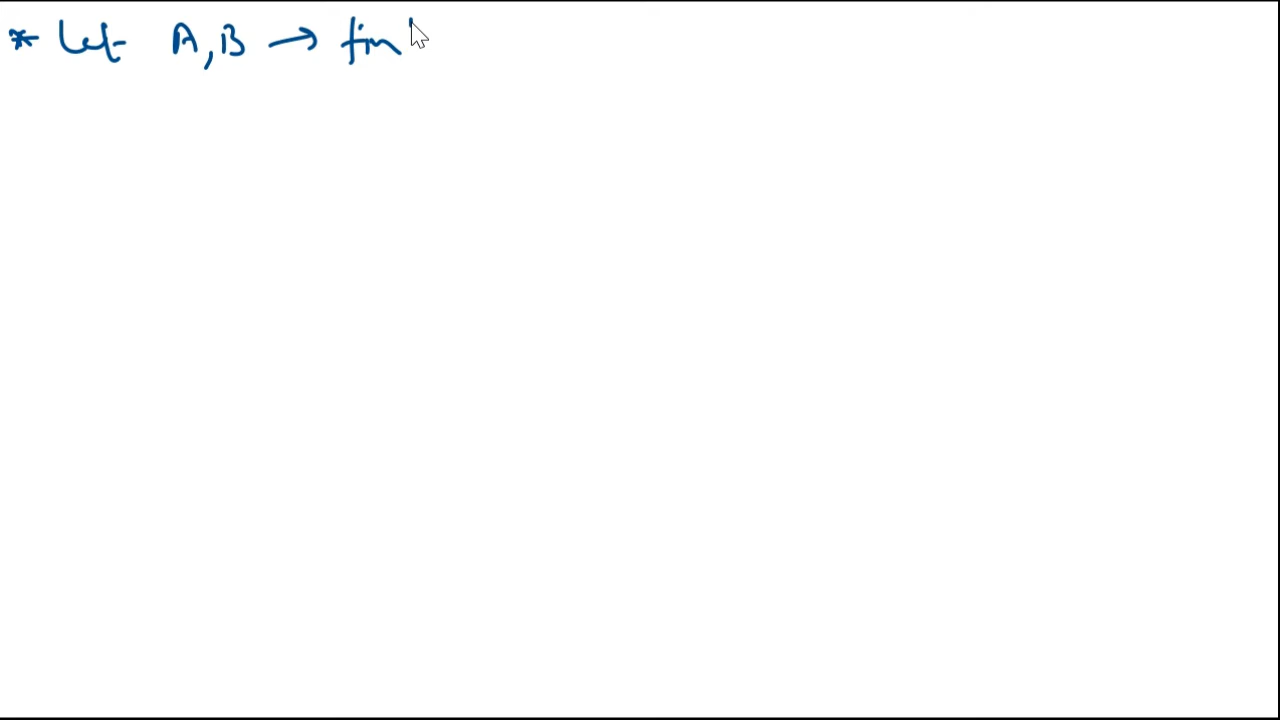 * Let A, B → fin